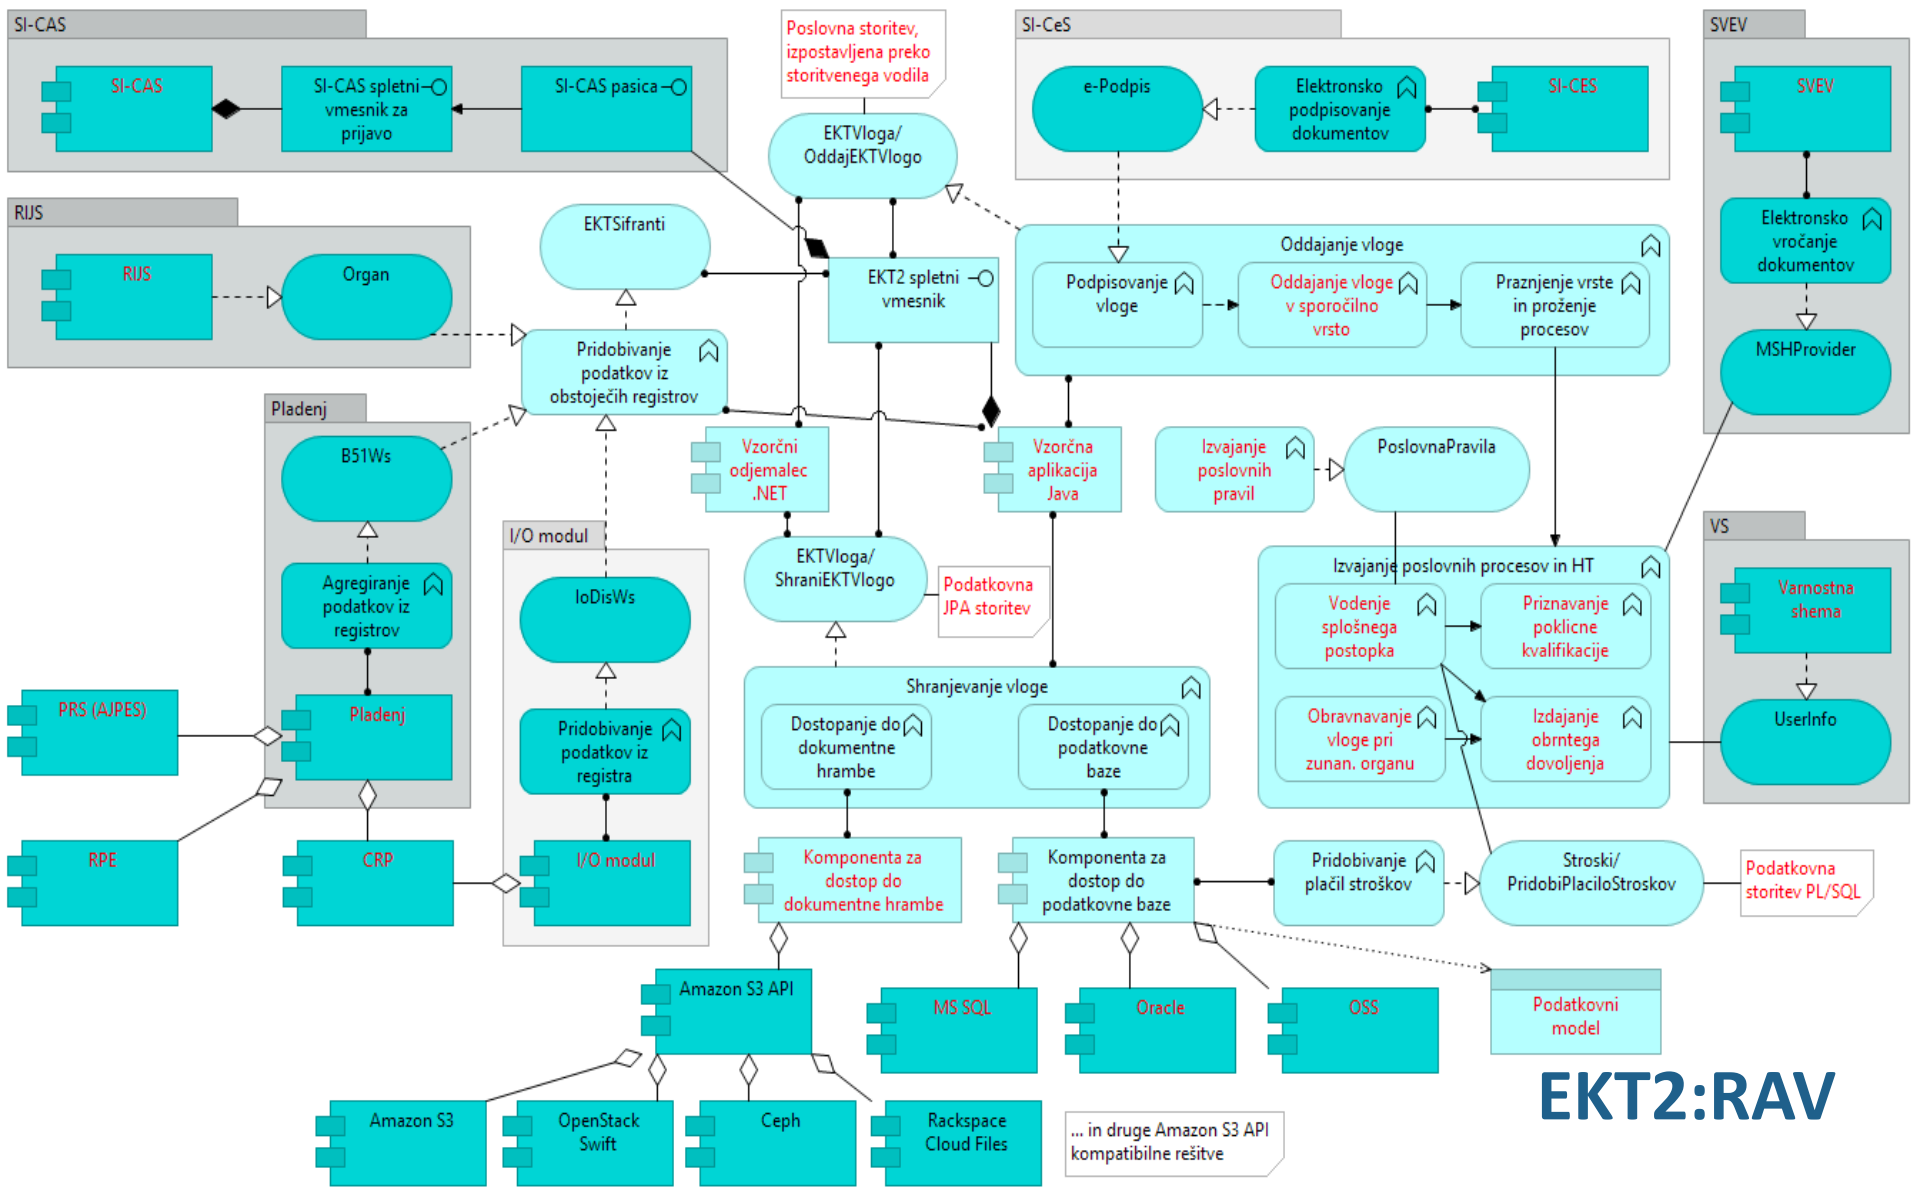 SI-CAS
SI-CAS
SI-CAS spletni
vmesnik za
prijavo
SI-CAS pasica
Poslovna storitev,
izpostavljena preko
storitvenega vodila
SI-CeS
e-Podpis
Elektronsko
podpisovanje
dokumentov
SI-CES
SVEV
SVEV
Elektronsko
vročanje
dokumentov
MSHProvider
EKTVloga/
OddajEKTVlogo
RIJS
RIJS
Organ
EKTSifranti
EKT2 spletni
vmesnik
Oddajanje vloge
Podpisovanje
vloge
Oddajanje vloge
v sporočilno
vrsto
Praznjenje vrste
in proženje
procesov
Pridobivanje
podatkov iz
obstoječih registrov
Pladenj
B51Ws
Agregiranje
podatkov iz
registrov
Pladenj
Vzorčni
odjemalec
.NET
Vzorčna
aplikacija
Java
Izvajanje
poslovnih
pravil
PoslovnaPravila
I/O modul
IoDisWs
Pridobivanje
podatkov iz
registra
I/O modul
EKTVloga/
ShraniEKTVlogo
Podatkovna
JPA storitev
Izvajanje poslovnih procesov in HT
Vodenje
splošnega
postopka
Priznavanje
poklicne
kvalifikacije
Obravnavanje
vloge pri
zunan. organu
Izdajanje
obrntega
dovoljenja
VS
Varnostna
shema
UserInfo
Shranjevanje vloge
Dostopanje do
dokumentne
hrambe
Dostopanje do
podatkovne
baze
PRS (AJPES)
RPE
CRP
Komponenta za
dostop do
dokumentne hrambe
Komponenta za
dostop do
podatkovne baze
Pridobivanje
plačil stroškov
Stroski/
PridobiPlaciloStroskov
Podatkovna
storitev PL/SQL
Amazon S3 API
MS SQL
Oracle
OSS
Podatkovni
model
Amazon S3
OpenStack
Swift
Ceph
Rackspace
Cloud Files
... in druge Amazon S3 API
kompatibilne rešitve
EKT2:RAV